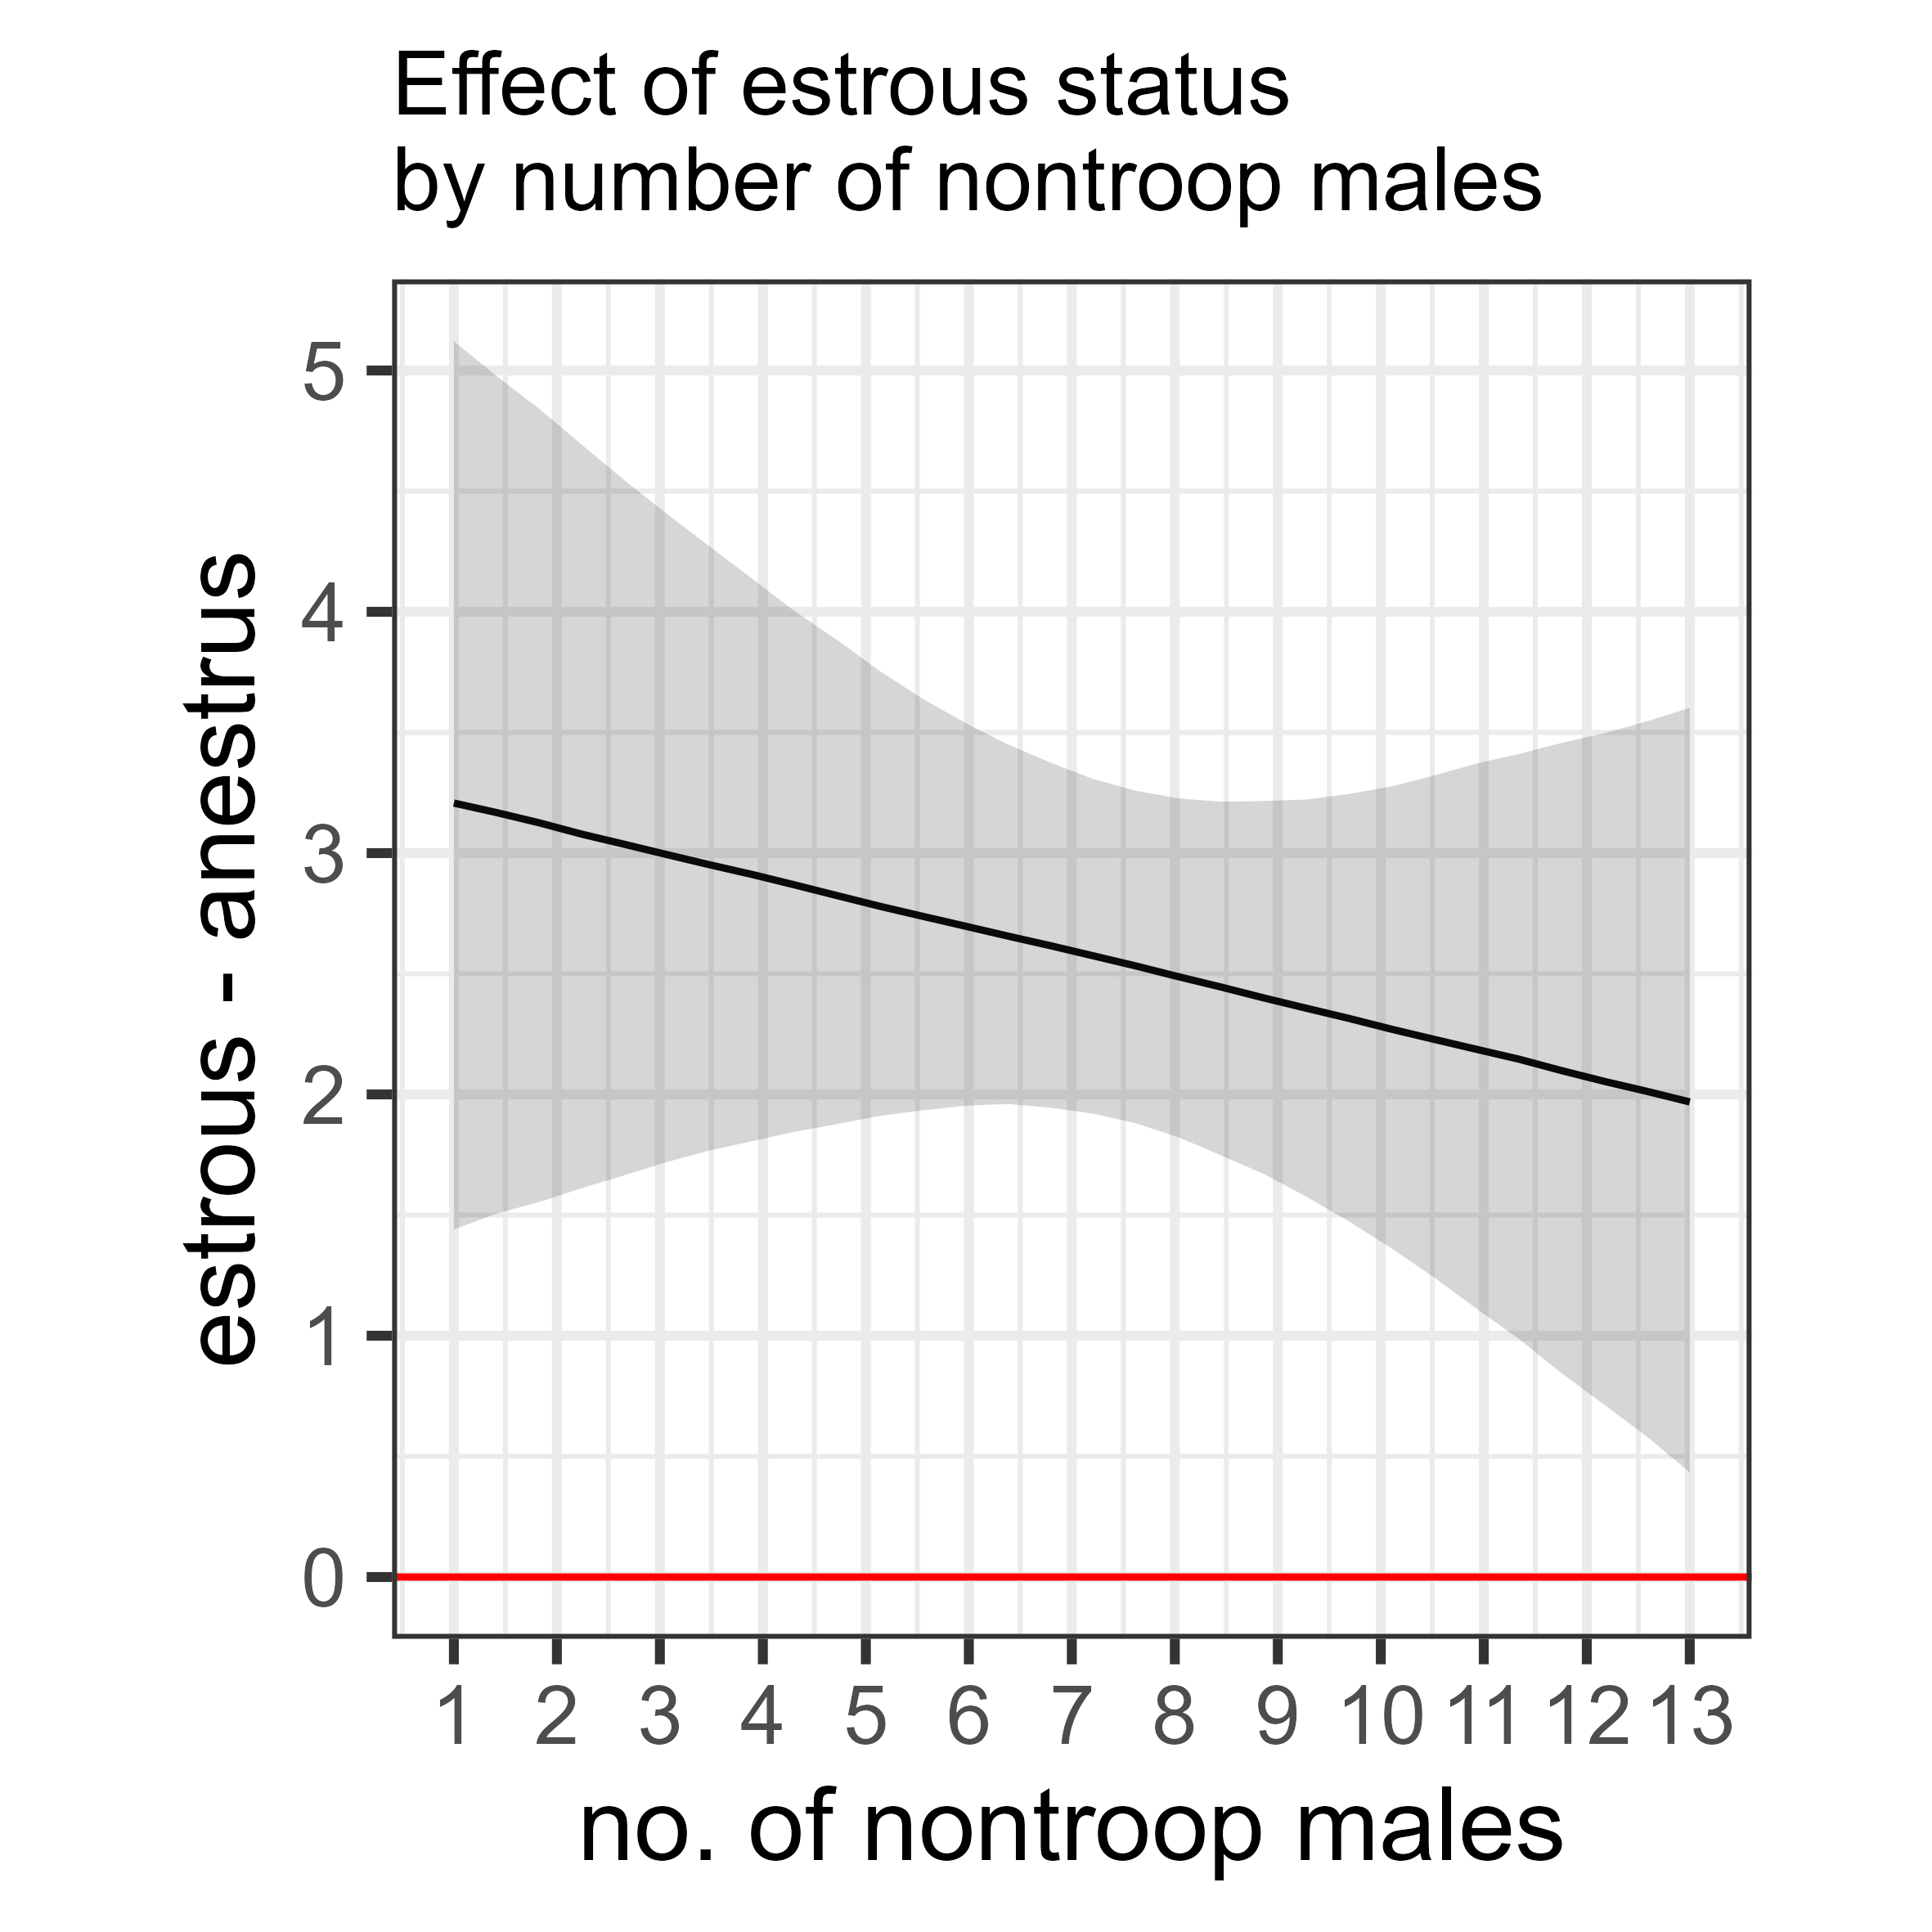 Effect of estrous status
by number of nontroop males
estrous - anestrus
5
4
3
2
1
0
1 2 3 4 5 6 7 8 9 10 11 12 13
no. of nontroop males